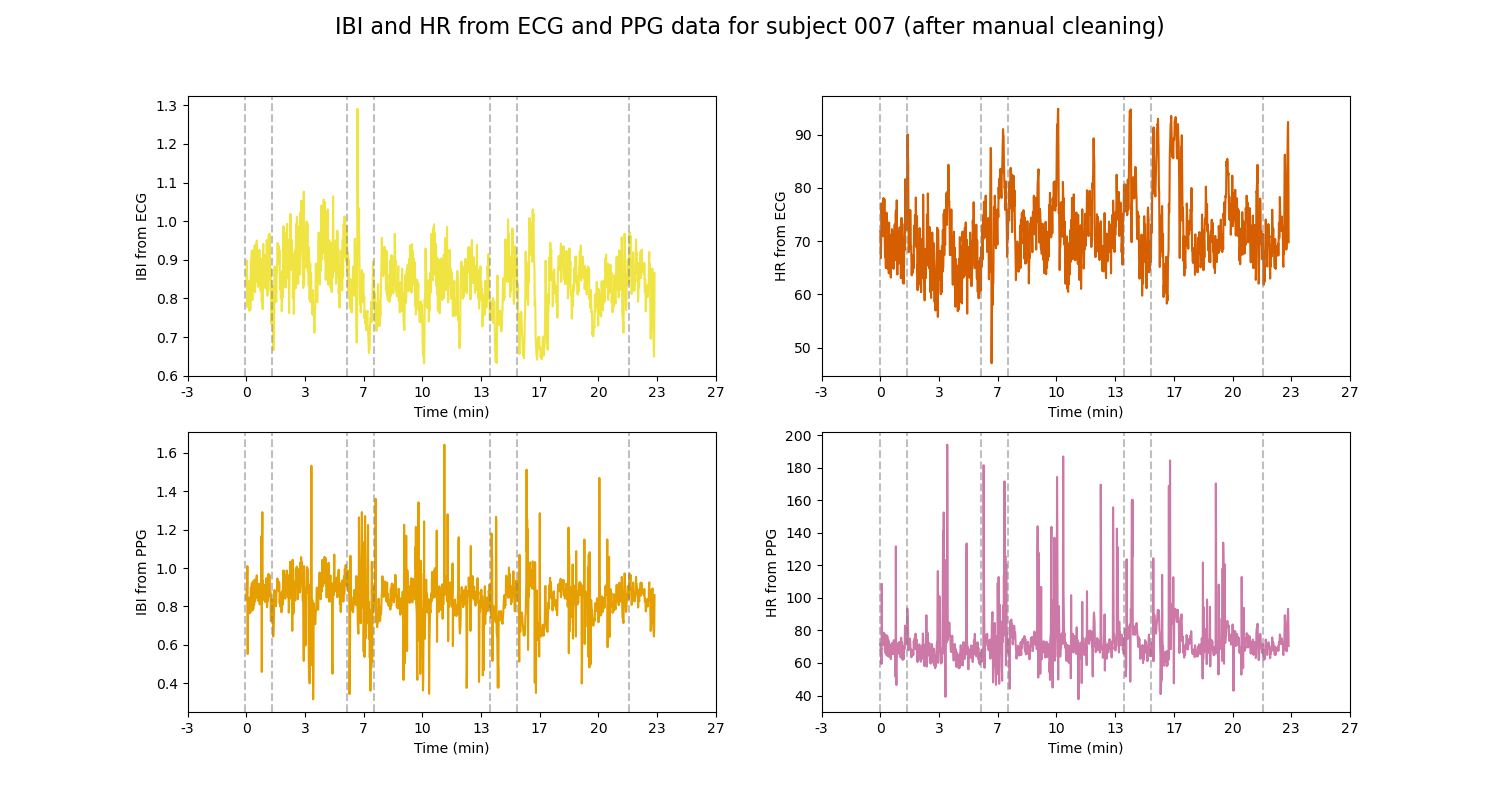 IBI and HR from ECG and PPG data for subject 007 (after manual cleaning)
1.3
1.2
1.1
1.0
0.9
0.8
0.7
0.6
IBI from ECG
-3 0 3 7 10 13 17 20 23 27
Time (min)
90
80
70
60
50
HR from ECG
-3 0 3 7 10 13 17 20 23 27
Time (min)
1.6
1.4
1.2
1.0
0.8
0.6
0.4
IBI from PPG
-3 0 3 7 10 13 17 20 23 27
Time (min)
200
180
160
140
120
100
80
60
40
HR from PPG
-3 0 3 7 10 13 17 20 23 27
Time (min)